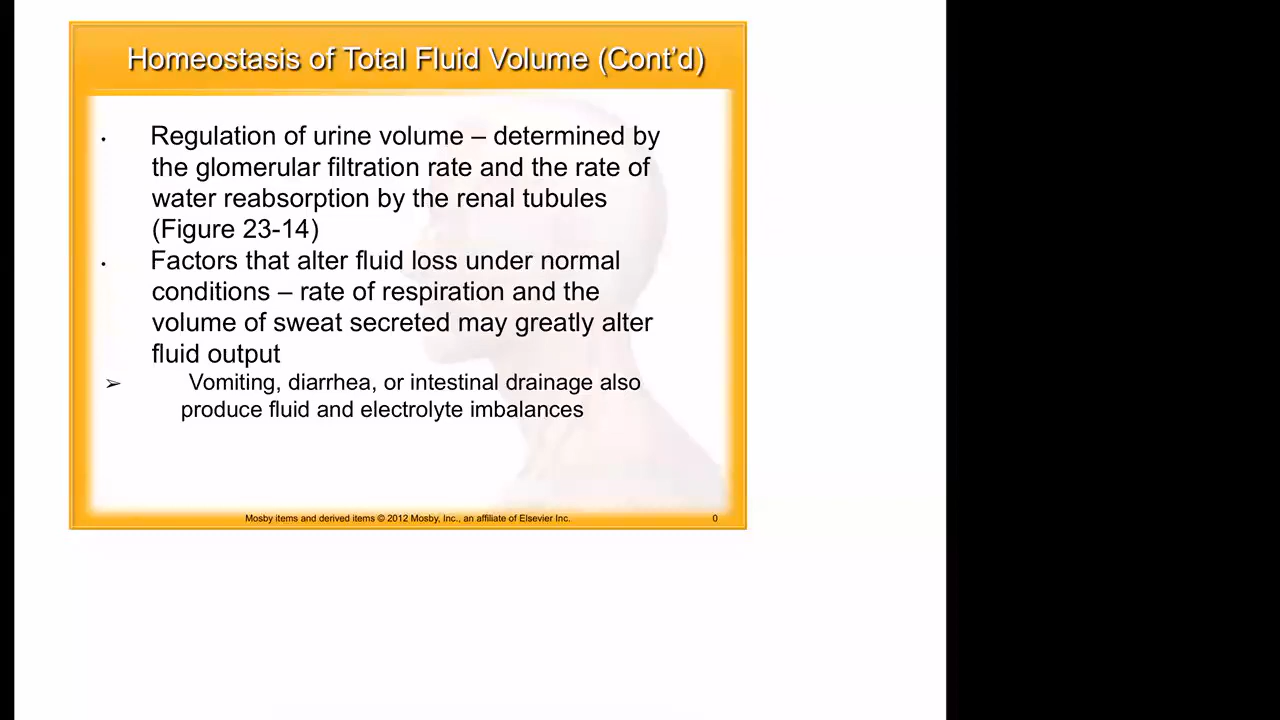 Homeostasis of Total Fluid Volume (Cont’d)
• Regulation of urine volume – determined by
the glomerular filtration rate and the rate of
water reabsorption by the renal tubules
(Figure 23-14)
• Factors that alter fluid loss under normal
conditions – rate of respiration and the
volume of sweat secreted may greatly alter
fluid output
➢ Vomiting, diarrhea, or intestinal drainage also
produce fluid and electrolyte imbalances
Mosby items and derived items © 2012 Mosby, Inc., an affiliate of Elsevier Inc. 0